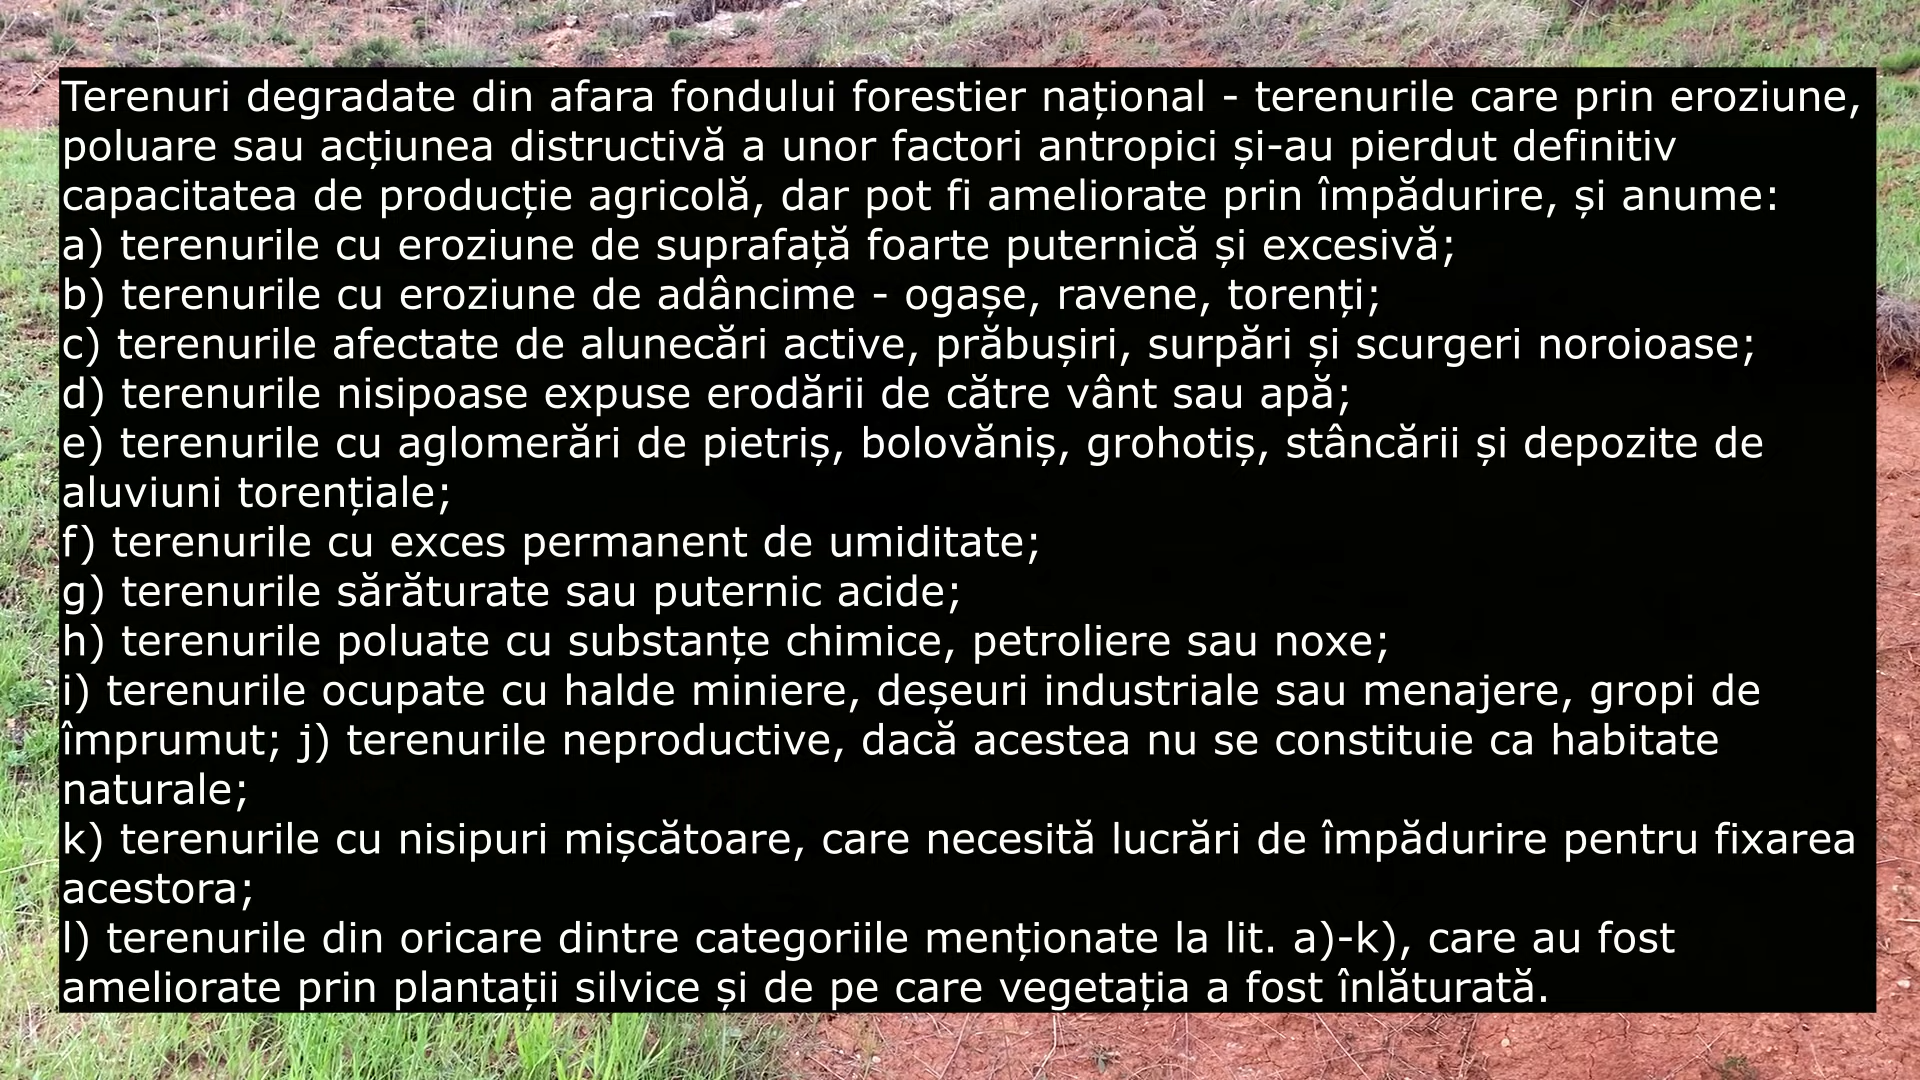 Terenuri degradate din afara fondului forestier național - terenurile care prin eroziune,
poluare sau acțiunea distructivă a unor factori antropici și-au pierdut definitiv
capacitatea de producție agricolă, dar pot fi ameliorate prin împădurire, și anume:
a) terenurile cu eroziune de suprafață foarte puternică și excesivă;
b) terenurile cu eroziune de adâncime - ogașe, ravene, torenți;
c) terenurile afectate de alunecări active, prăbușiri, surpări și scurgeri noroioase;
d) terenurile nisipoase expuse erodării de către vânt sau apă;
e) terenurile cu aglomerări de pietriș, bolovăniș, grohotiș, stâncării și depozite de
aluviuni torențiale;
f) terenurile cu exces permanent de umiditate;
g) terenurile sărăturate sau puternic acide;
h) terenurile poluate cu substanțe chimice, petroliere sau noxe;
i) terenurile ocupate cu halde miniere, deșeuri industriale sau menajere, gropi de
împrumut; j) terenurile neproductive, dacă acestea nu se constituie ca habitate
naturale;
k) terenurile cu nisipuri mișcătoare, care necesită lucrări de împădurire pentru fixarea
acestora;
l) terenurile din oricare dintre categoriile menționate la lit. a)-k), care au fost
ameliorate prin plantații silvice și de pe care vegetația a fost înlăturată.